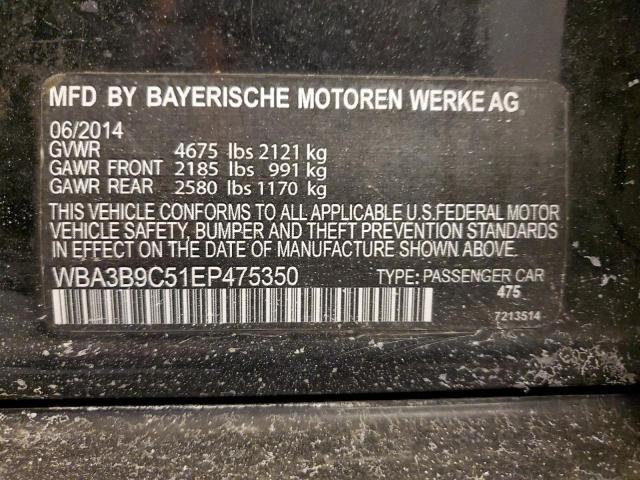 MFD BY BAYERISCHE MOTOREN WERKE AG
06/2014
GVWR 4675 lbs 2121 kg
GAWR FRONT 2185 lbs 991 kg
GAWR REAR 2580 lbs 1170 kg
THIS VEHICLE CONFORMS TO ALL APPLICABLE U.S.FEDERAL MOTOR
VEHICLE SAFETY, BUMPER AND THEFT PREVENTION STANDARDS
IN EFFECT ON THE DATE OF MANUFACTURE SHOWN ABOVE.
WBA3B9C51EP475350 TYPE: PASSENGER CAR
475
7213514